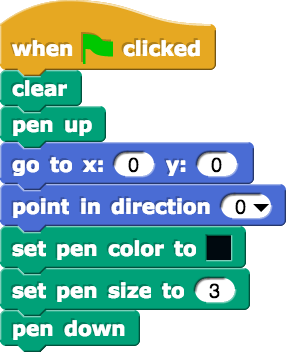 when clicked
clear
pen up
go to x: 0 y: 0
point in direction 0
set pen color to
set pen size to 3
pen down